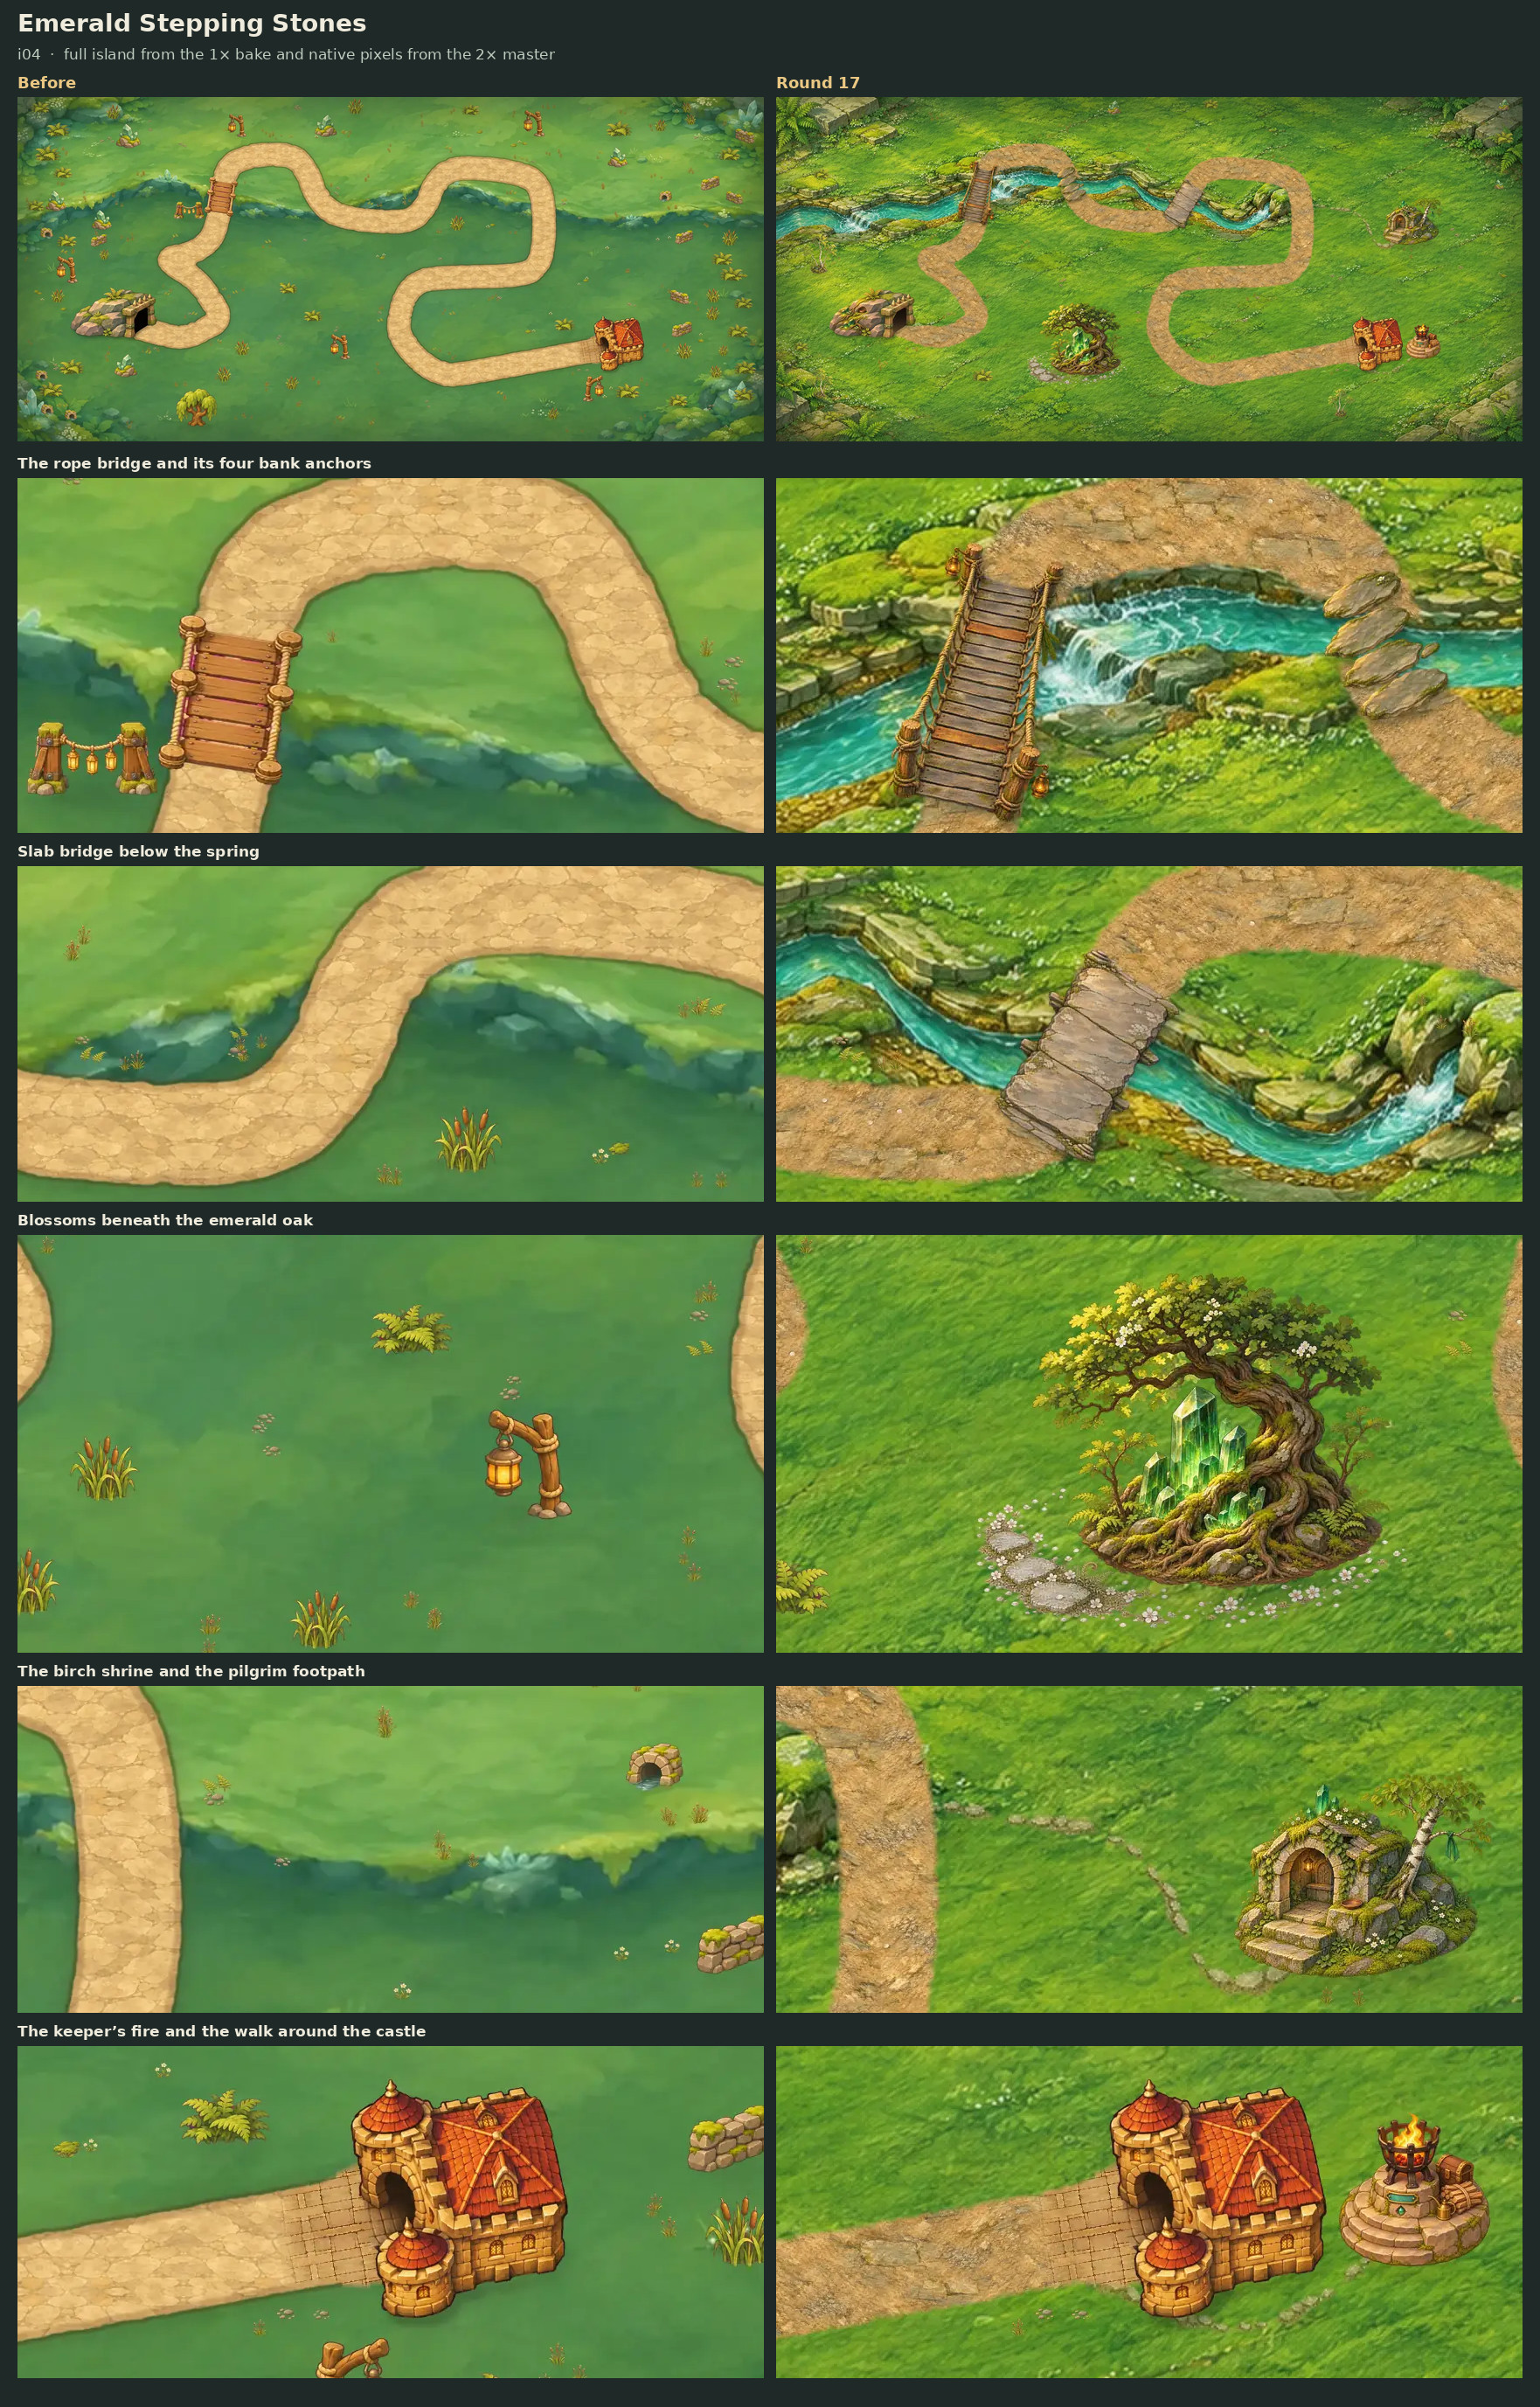 Emerald Stepping Stones
i04 · full island from the 1× bake and native pixels from the 2× master
Before
Round 17
The rope bridge and its four bank anchors
Slab bridge below the spring
Blossoms beneath the emerald oak
The birch shrine and the pilgrim footpath
The keeper’s fire and the walk around the castle